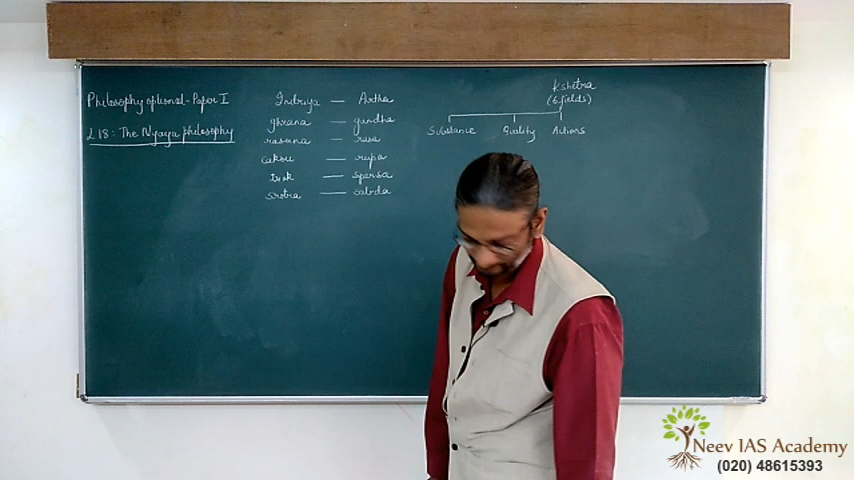 Philosophy optional - Paper I
L18: The Nyaya philosophy
Indriya — Artha
ghrana — gandha
rasana — rasa
caksu — rupa
tvak — sparsa
srotra — sabda
Kshetra
(6 fields)
Substance Quality Actions
Neev IAS Academy
(020) 48615393